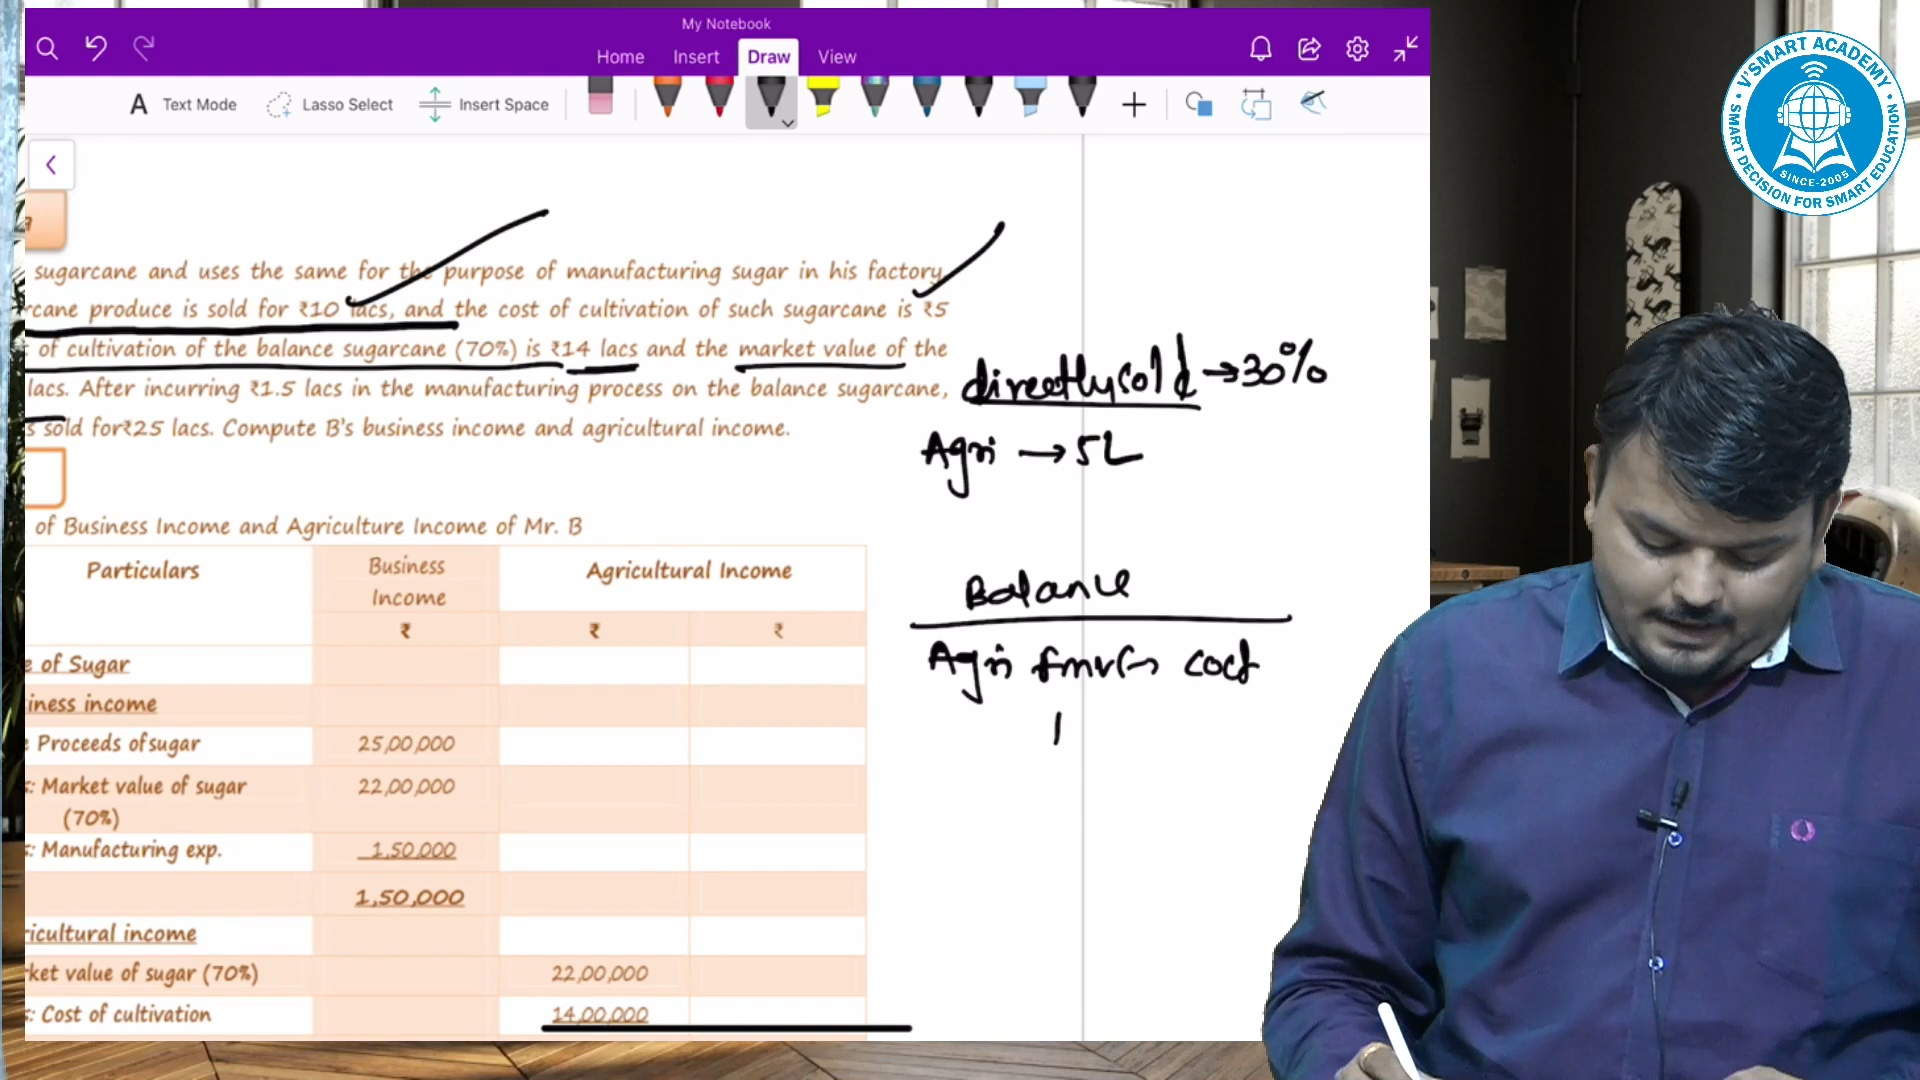 My Notebook
Home Insert Draw View
Text Mode Lasso Select Insert Space
sugarcane and uses the same for the purpose of manufacturing sugar in his factory.
rcane produce is sold for ₹10 lacs, and the cost of cultivation of such sugarcane is ₹5
of cultivation of the balance sugarcane (70%) is ₹14 lacs and the market value of the
lacs. After incurring ₹1.5 lacs in the manufacturing process on the balance sugarcane,
s sold for₹25 lacs. Compute B's business income and agricultural income.
directly sold → 30%
Agri → 5L
of Business Income and Agriculture Income of Mr. B
Particulars Business Income Agricultural Income
₹ ₹ ₹
e of Sugar
iness income
Proceeds ofsugar 25,00,000
: Market value of sugar (70%) 22,00,000
: Manufacturing exp. 1,50,000
1,50,000
ricultural income
ket value of sugar (70%) 22,00,000
: Cost of cultivation 14,00,000
Balance
Agri fmv (-) cost
V'SMART ACADEMY
SINCE-2005
SMART DECISION FOR SMART EDUCATION